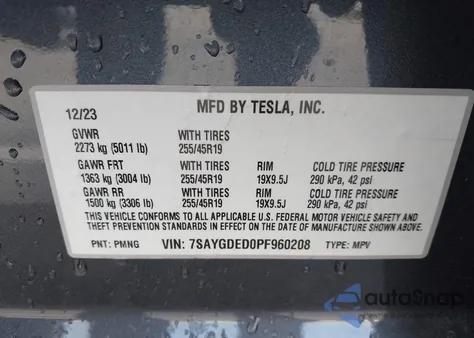 12/23 MFD BY TESLA, INC.
GVWR WITH TIRES
2273 kg (5011 lb) 255/45R19
GAWR FRT WITH TIRES RIM COLD TIRE PRESSURE
1363 kg (3004 lb) 255/45R19 19X9.5J 290 kPa, 42 psi
GAWR RR WITH TIRES RIM COLD TIRE PRESSURE
1500 kg (3306 lb) 255/45R19 19X9.5J 290 kPa, 42 psi
THIS VEHICLE CONFORMS TO ALL APPLICABLE U.S. FEDERAL MOTOR VEHICLE SAFETY AND
THEFT PREVENTION STANDARDS IN EFFECT ON THE DATE OF MANUFACTURE SHOWN ABOVE.
PNT: PMNG VIN: 7SAYGDED0PF960208 TYPE: MPV
autoSnap